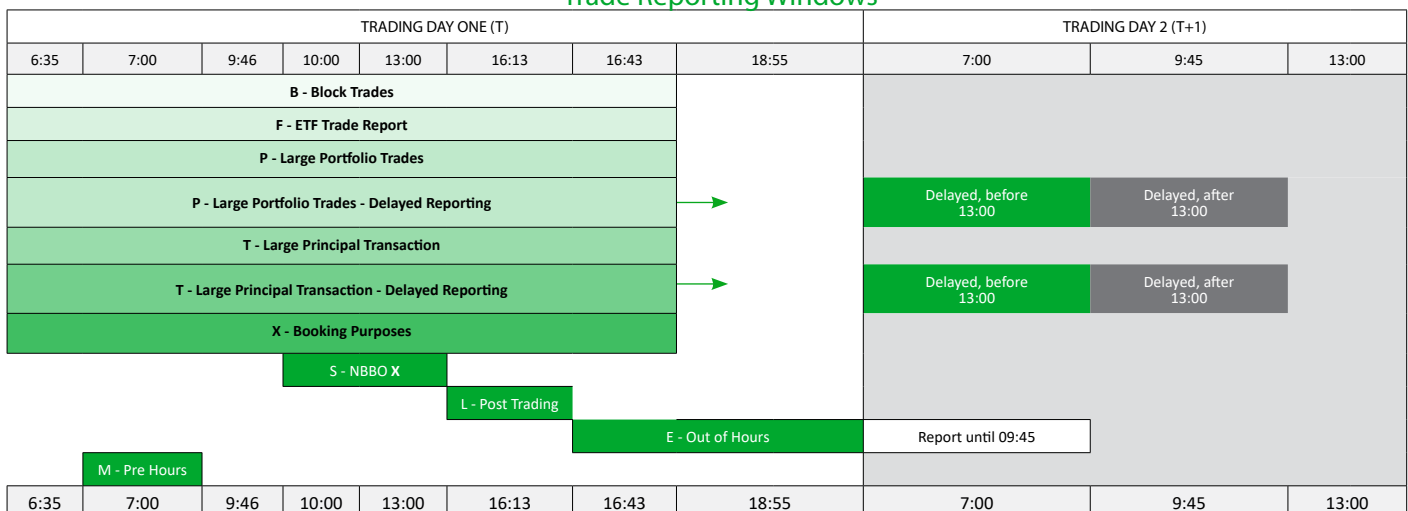 Trade Reporting Windows
TRADING DAY ONE (T) TRADING DAY 2 (T+1)
6:35 7:00 9:46 10:00 13:00 16:13 16:43 18:55 7:00 9:45 13:00
B - Block Trades
F - ETF Trade Report
P - Large Portfolio Trades
P - Large Portfolio Trades - Delayed Reporting
Delayed, before
13:00
Delayed, after
13:00
T - Large Principal Transaction
T - Large Principal Transaction - Delayed Reporting
Delayed, before
13:00
Delayed, after
13:00
X - Booking Purposes
S - NBBO X
L - Post Trading
E - Out of Hours Report until 09:45
M - Pre Hours
6:35 7:00 9:46 10:00 13:00 16:13 16:43 18:55 7:00 9:45 13:00